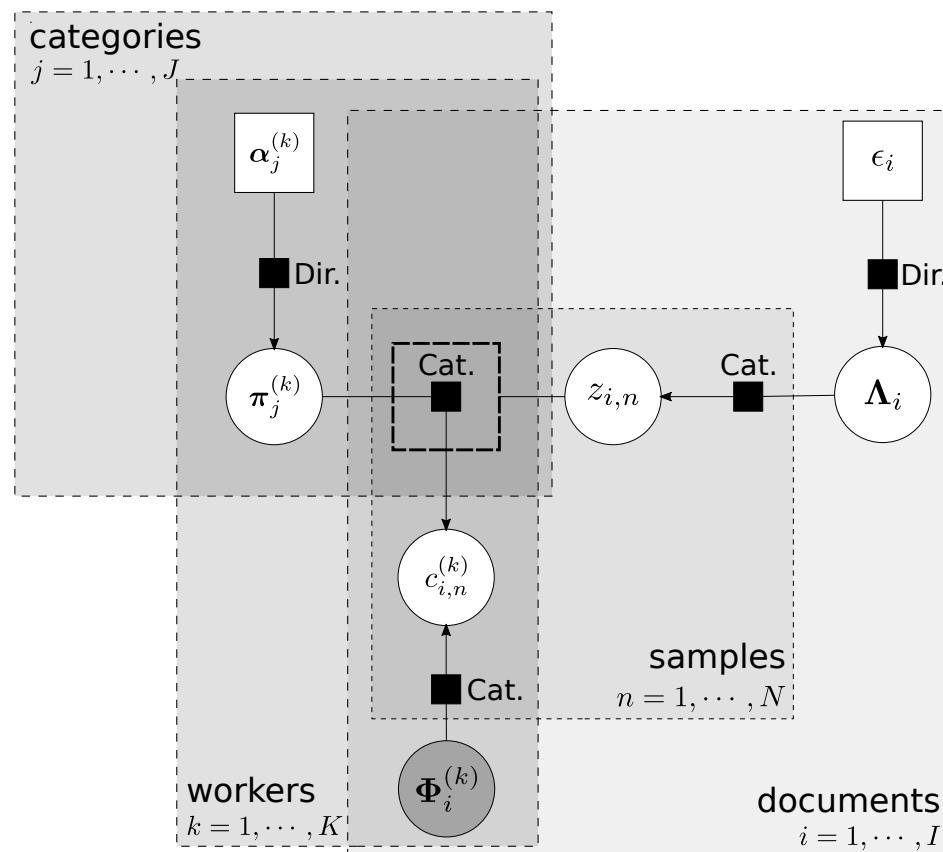 categories
j = 1, ⋯ , J
α_j^{(k)}
ϵ_i
Dir.
Dir.
Cat.
Cat.
π_j^{(k)}
z_{i,n}
Λ_i
c_{i,n}^{(k)}
samples
n = 1, ⋯ , N
Cat.
Φ_i^{(k)}
workers
k = 1, ⋯ , K
documents
i = 1, ⋯ , I